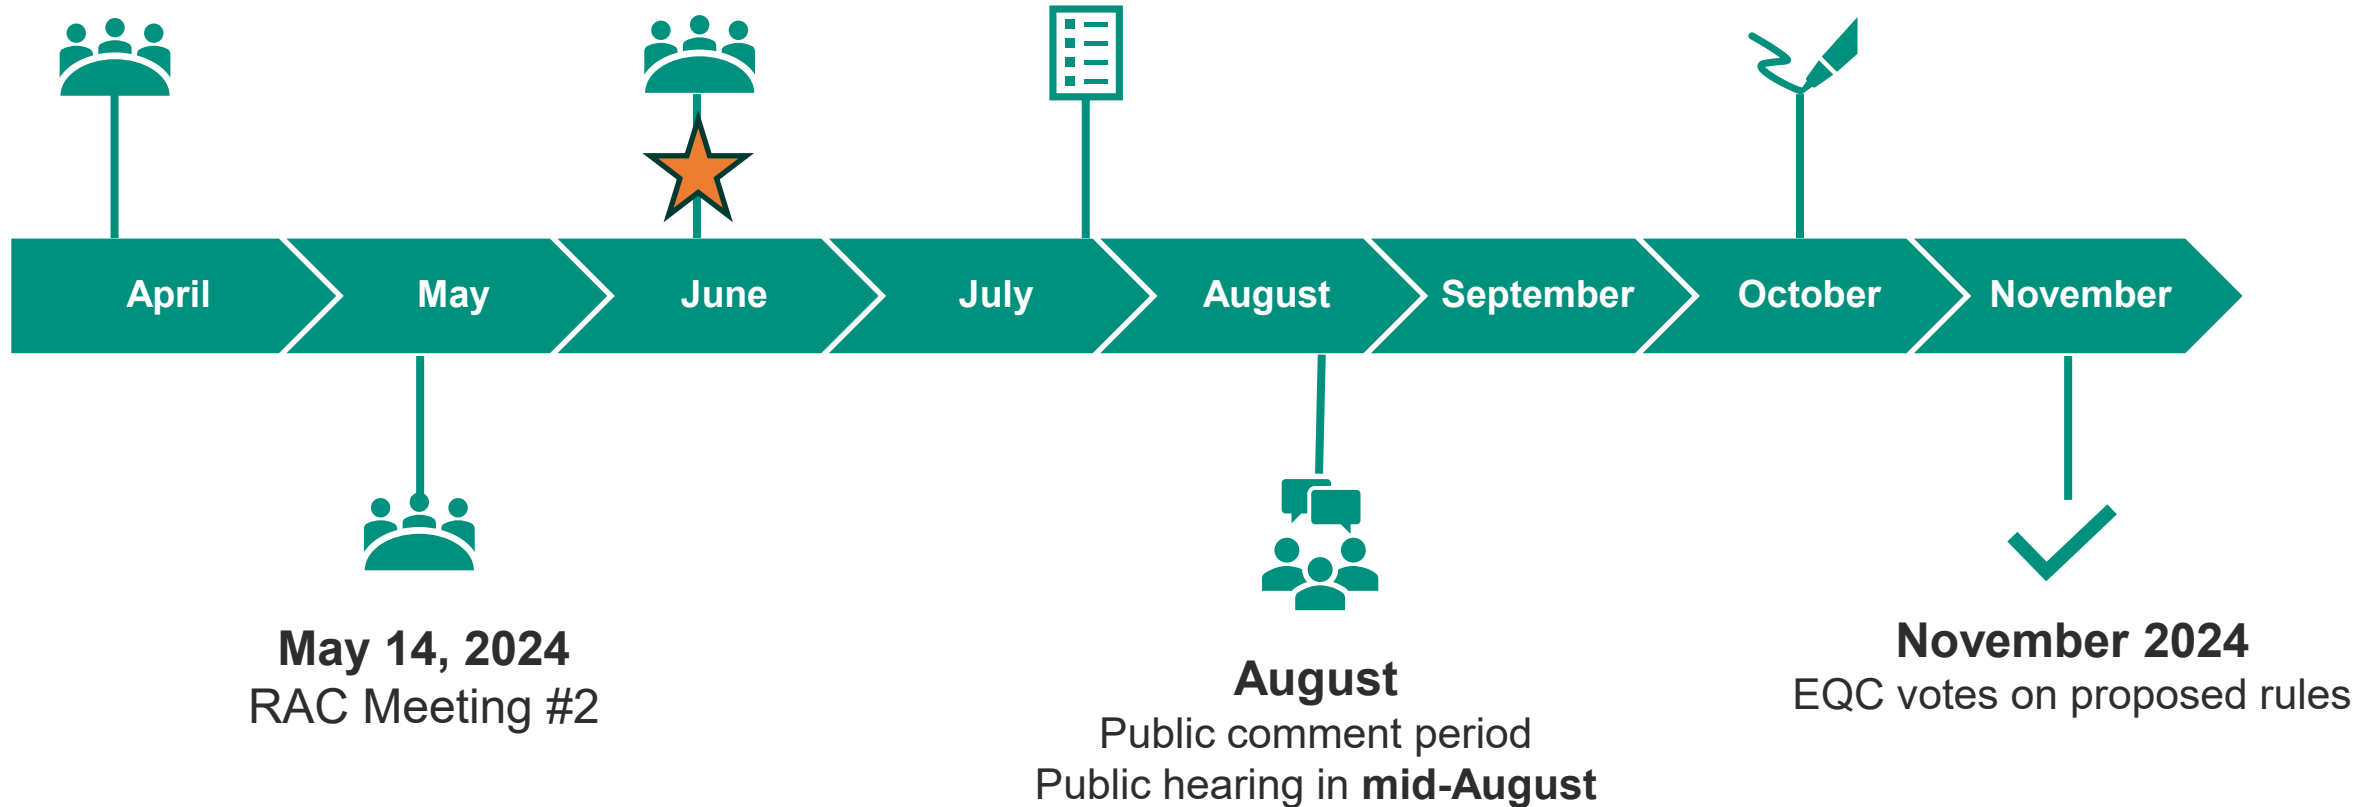 April
May
June
July
August
September
October
November
May 14, 2024
RAC Meeting #2
August
Public comment period
Public hearing in mid-August
November 2024
EQC votes on proposed rules